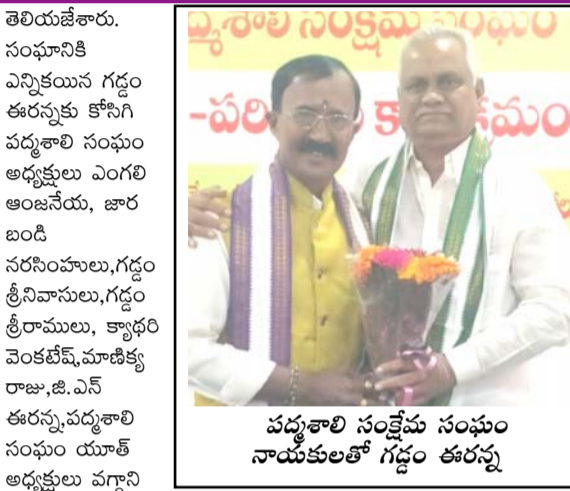 తెలియజేశారు.
సంఘానికి
ఎన్నికయిన గడ్డం
ఈరన్నకు కోసిగి
పద్మశాలి సంఘం
అధ్యక్షులు ఎంగలి
ఆంజనేయ, జార
బండి
నరసింహులు,గడ్డం
శ్రీనివాసులు,గడ్డం
శ్రీరాములు, క్యాథరి
వెంకటేష్,మాణిక్య
రాజు,జి.ఎన్
ఈరన్న,పద్మశాలి
సంఘం యూత్
అధ్యక్షులు వగ్గాని
ద్మశాలి సంక్షేమ సంఘం
పద్మశాలి సంక్షేమ సంఘం
నాయకులతో గడ్డం ఈరన్న